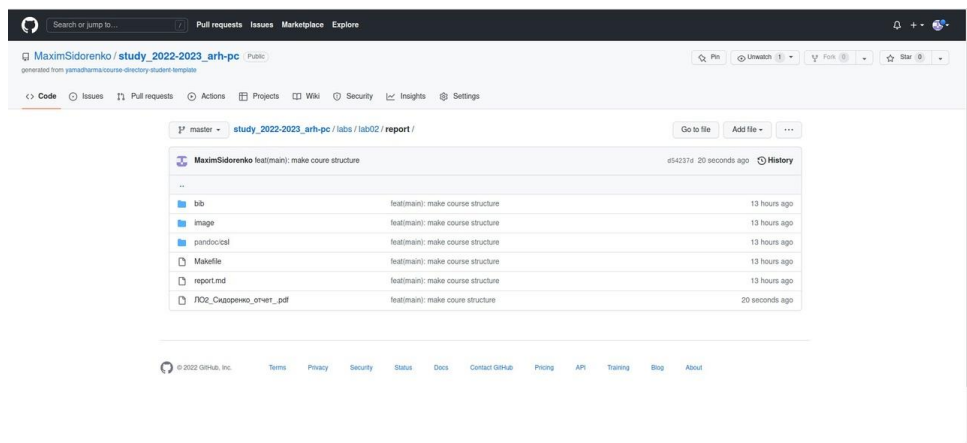 Search or jump to... / Pull requests Issues Marketplace Explore
MaximSidorenko / study_2022-2023_arh-pc Public Pin Unwatch 1 Fork 0 Star 0
generated from yamadharma/course-directory-student-template
Code Issues Pull requests Actions Projects Wiki Security Insights Settings
master study_2022-2023_arh-pc / labs / lab02 / report / Go to file Add file ...
MaximSidorenko feat(main): make coure structure d54237d 20 seconds ago History
..
bib feat(main): make course structure 13 hours ago
image feat(main): make course structure 13 hours ago
pandoc/csl feat(main): make course structure 13 hours ago
Makefile feat(main): make course structure 13 hours ago
report.md feat(main): make course structure 13 hours ago
ЛО2_Сидоренко_отчет_.pdf feat(main): make coure structure 20 seconds ago
© 2022 GitHub, Inc. Terms Privacy Security Status Docs Contact GitHub Pricing API Training Blog About